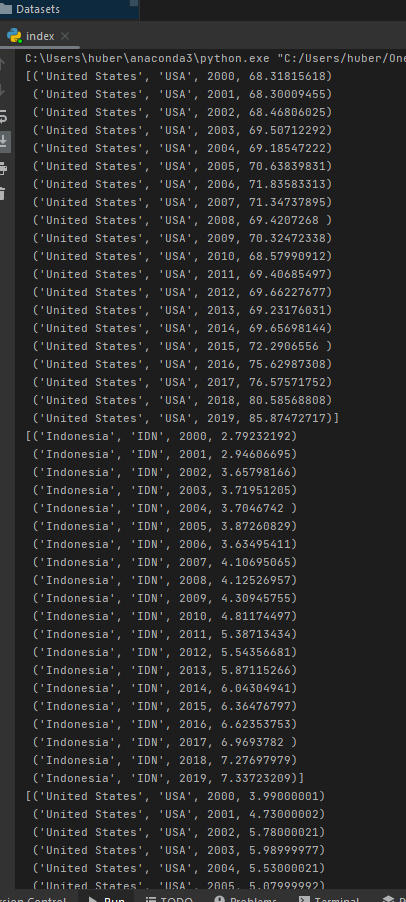 Datasets
index
C:\Users\huber\anaconda3\python.exe "C:/Users/huber/One
[('United States', 'USA', 2000, 68.31815618)
('United States', 'USA', 2001, 68.30009455)
('United States', 'USA', 2002, 68.46806025)
('United States', 'USA', 2003, 69.50712292)
('United States', 'USA', 2004, 69.18547222)
('United States', 'USA', 2005, 70.63839831)
('United States', 'USA', 2006, 71.83583313)
('United States', 'USA', 2007, 71.34737895)
('United States', 'USA', 2008, 69.4207268 )
('United States', 'USA', 2009, 70.32472338)
('United States', 'USA', 2010, 68.57990912)
('United States', 'USA', 2011, 69.40685497)
('United States', 'USA', 2012, 69.66227677)
('United States', 'USA', 2013, 69.23176031)
('United States', 'USA', 2014, 69.65698144)
('United States', 'USA', 2015, 72.2906556 )
('United States', 'USA', 2016, 75.62987308)
('United States', 'USA', 2017, 76.57571752)
('United States', 'USA', 2018, 80.58568808)
('United States', 'USA', 2019, 85.87472717)]
[('Indonesia', 'IDN', 2000, 2.79232192)
('Indonesia', 'IDN', 2001, 2.94606695)
('Indonesia', 'IDN', 2002, 3.65798166)
('Indonesia', 'IDN', 2003, 3.71951205)
('Indonesia', 'IDN', 2004, 3.7046742 )
('Indonesia', 'IDN', 2005, 3.87260829)
('Indonesia', 'IDN', 2006, 3.63495411)
('Indonesia', 'IDN', 2007, 4.10695065)
('Indonesia', 'IDN', 2008, 4.12526957)
('Indonesia', 'IDN', 2009, 4.30945755)
('Indonesia', 'IDN', 2010, 4.81174497)
('Indonesia', 'IDN', 2011, 5.38713434)
('Indonesia', 'IDN', 2012, 5.54356681)
('Indonesia', 'IDN', 2013, 5.87115266)
('Indonesia', 'IDN', 2014, 6.04304941)
('Indonesia', 'IDN', 2015, 6.36476797)
('Indonesia', 'IDN', 2016, 6.62353753)
('Indonesia', 'IDN', 2017, 6.9693782 )
('Indonesia', 'IDN', 2018, 7.27697979)
('Indonesia', 'IDN', 2019, 7.33723209)]
[('United States', 'USA', 2000, 3.99000001)
('United States', 'USA', 2001, 4.73000002)
('United States', 'USA', 2002, 5.78000021)
('United States', 'USA', 2003, 5.98999977)
('United States', 'USA', 2004, 5.53000021)
('United States', 'USA', 2005, 5.07999992)
rsion Control Run TODO Problems Terminal P